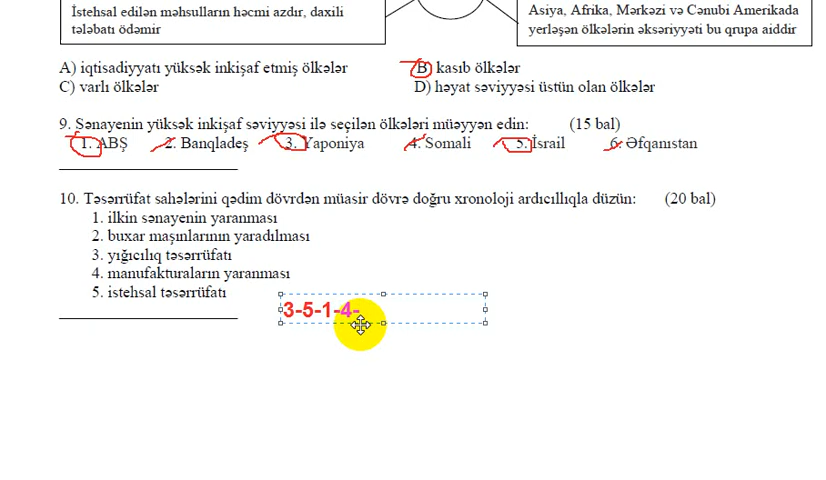 İstehsal edilən məhsulların həcmi azdır, daxili
tələbatı ödəmir
Asiya, Afrika, Mərkəzi və Cənubi Amerikada
yerləşən ölkələrin əksəriyyəti bu qrupa aiddir
A) iqtisadiyyatı yüksək inkişaf etmiş ölkələr B) kasıb ölkələr
C) varlı ölkələr D) həyat səviyyəsi üstün olan ölkələr
9. Sənayenin yüksək inkişaf səviyyəsi ilə seçilən ölkələri müəyyən edin: (15 bal)
1. ABŞ 2. Banqladeş 3. Yaponiya 4. Somali 5. İsrail 6. Əfqanıstan
10. Təsərrüfat sahələrini qədim dövrdən müasir dövrə doğru xronoloji ardıcıllıqla düzün: (20 bal)
1. ilkin sənayenin yaranması
2. buxar maşınlarının yaradılması
3. yığıcılıq təsərrüfatı
4. manufakturaların yaranması
5. istehsal təsərrüfatı
3-5-1-4-